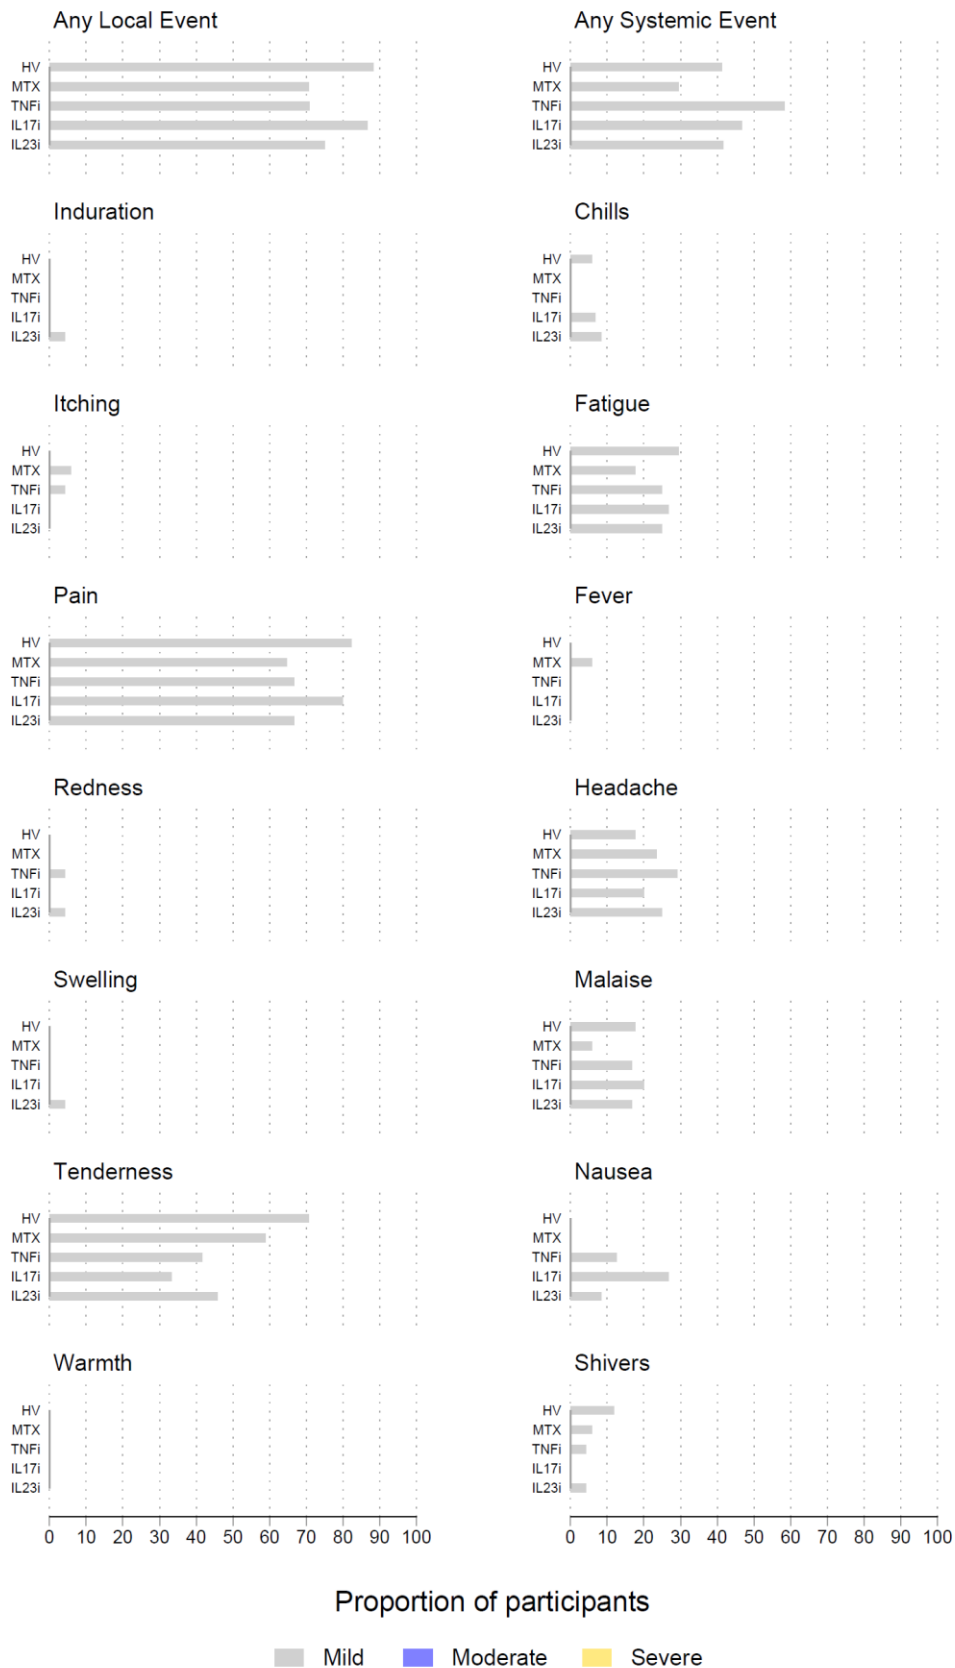 Any Local Event
HV
MTX
TNFi
IL17i
IL23i
Any Systemic Event
HV
MTX
TNFi
IL17i
IL23i
Induration
HV
MTX
TNFi
IL17i
IL23i
Chills
HV
MTX
TNFi
IL17i
IL23i
Itching
HV
MTX
TNFi
IL17i
IL23i
Fatigue
HV
MTX
TNFi
IL17i
IL23i
Pain
HV
MTX
TNFi
IL17i
IL23i
Fever
HV
MTX
TNFi
IL17i
IL23i
Redness
HV
MTX
TNFi
IL17i
IL23i
Headache
HV
MTX
TNFi
IL17i
IL23i
Swelling
HV
MTX
TNFi
IL17i
IL23i
Malaise
HV
MTX
TNFi
IL17i
IL23i
Tenderness
HV
MTX
TNFi
IL17i
IL23i
Nausea
HV
MTX
TNFi
IL17i
IL23i
Warmth
HV
MTX
TNFi
IL17i
IL23i
0 10 20 30 40 50 60 70 80 90 100
Shivers
HV
MTX
TNFi
IL17i
IL23i
0 10 20 30 40 50 60 70 80 90 100
Proportion of participants
Mild Moderate Severe